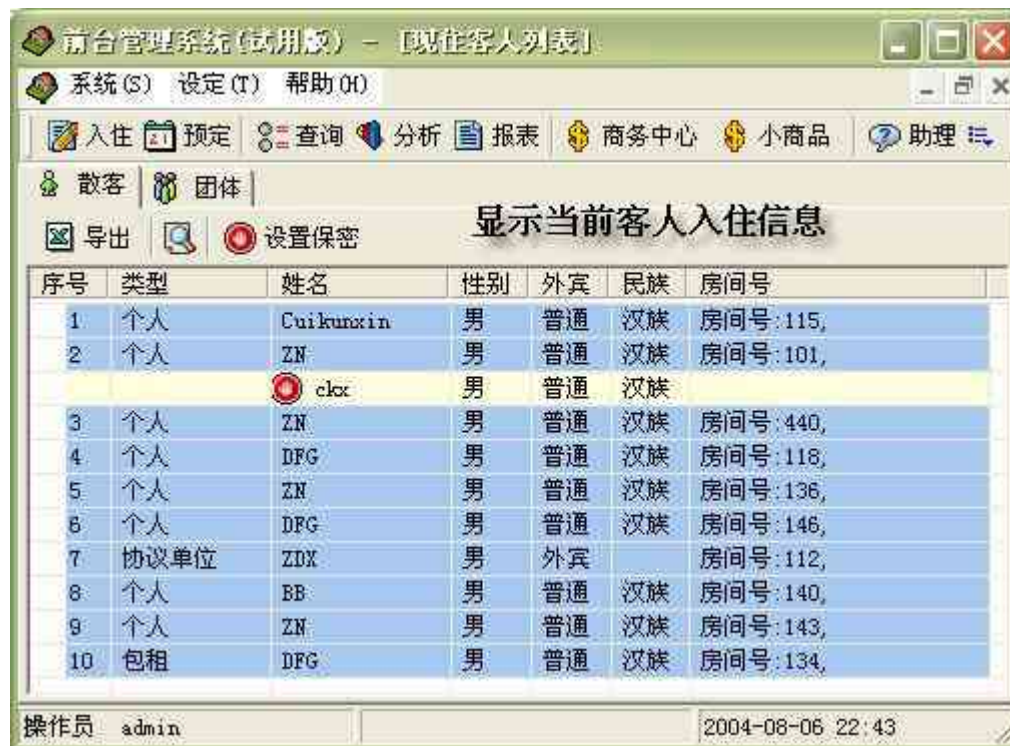 前台管理系统(试用版) - [现住客人列表]
系统(S) 设定(T) 帮助(H)
入住 预定 查询 分析 报表 商务中心 小商品 助理
散客 团体
显示当前客人入住信息
导出 设置保密
序号 类型 姓名 性别 外宾 民族 房间号
1 个人 Cuikunxin 男 普通 汉族 房间号:115,
2 个人 ZN 男 普通 汉族 房间号:101,
ckx 男 普通 汉族
3 个人 ZN 男 普通 汉族 房间号:440,
4 个人 DFG 男 普通 汉族 房间号:118,
5 个人 ZN 男 普通 汉族 房间号:136,
6 个人 DFG 男 普通 汉族 房间号:146,
7 协议单位 ZDX 男 外宾 房间号:112,
8 个人 BB 男 普通 汉族 房间号:140,
9 个人 ZN 男 普通 汉族 房间号:143,
10 包租 DFG 男 普通 汉族 房间号:134,
操作员 admin 2004-08-06 22:43